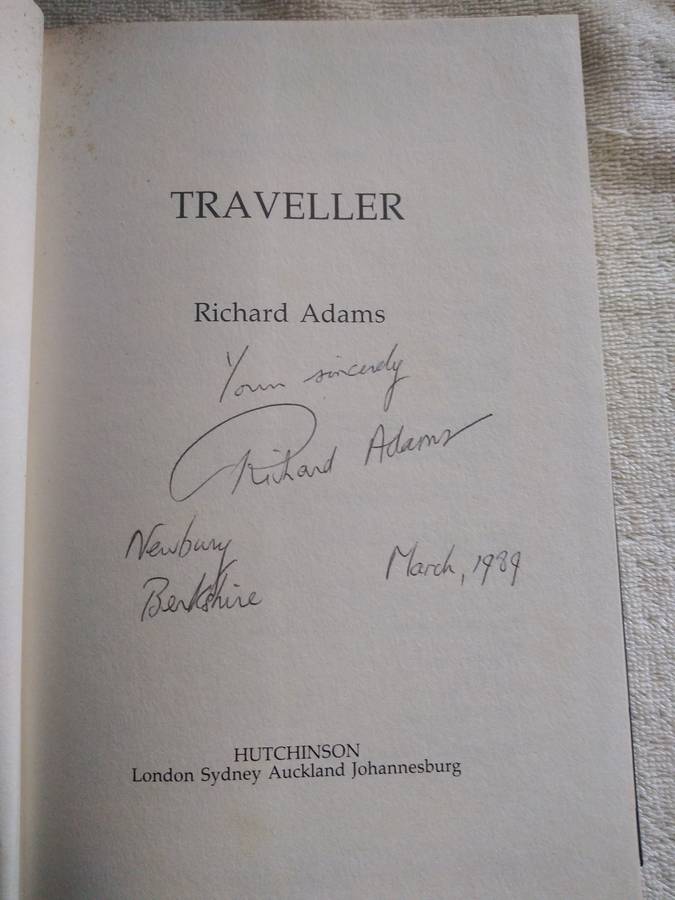 TRAVELLER
Richard Adams
Yours sincerely
Richard Adams
Newbury
Berkshire
March, 1989
HUTCHINSON
London Sydney Auckland Johannesburg